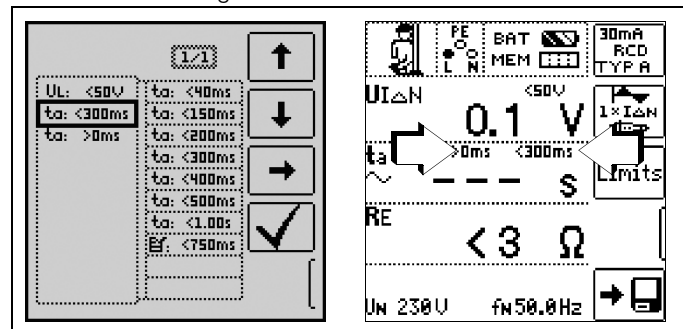 1/1
UL: <50V
ta: <300ms
ta: >0ms
ta: <40ms
ta: <150ms
ta: <200ms
ta: <300ms
ta: <400ms
ta: <500ms
ta: <1.00s
: <750ms
PE
L N
BAT
MEM
30mA
RCD
TYP A
UI△N
<50V
0.1 V
1×I△N
ta
>0ms <300ms
~ --- s
Limits
RE
<3 Ω
UN 230V fN50.0Hz